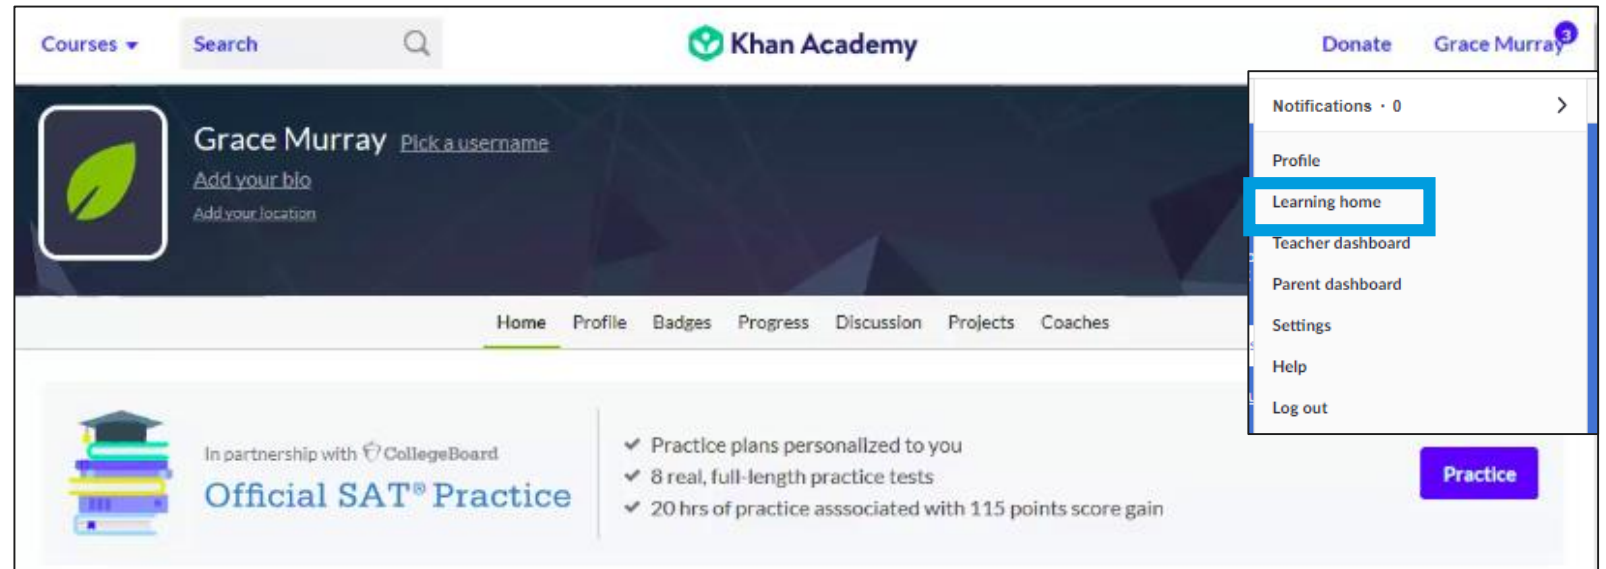 Courses
Search
Khan Academy
Donate
Grace Murray
3
Notifications · 0
Profile
Learning home
Teacher dashboard
Parent dashboard
Settings
Help
Log out
Grace Murray Pick a username
Add your bio
Add your location
Home Profile Badges Progress Discussion Projects Coaches
In partnership with CollegeBoard
Official SAT® Practice
✔ Practice plans personalized to you
✔ 8 real, full-length practice tests
✔ 20 hrs of practice asssociated with 115 points score gain
Practice